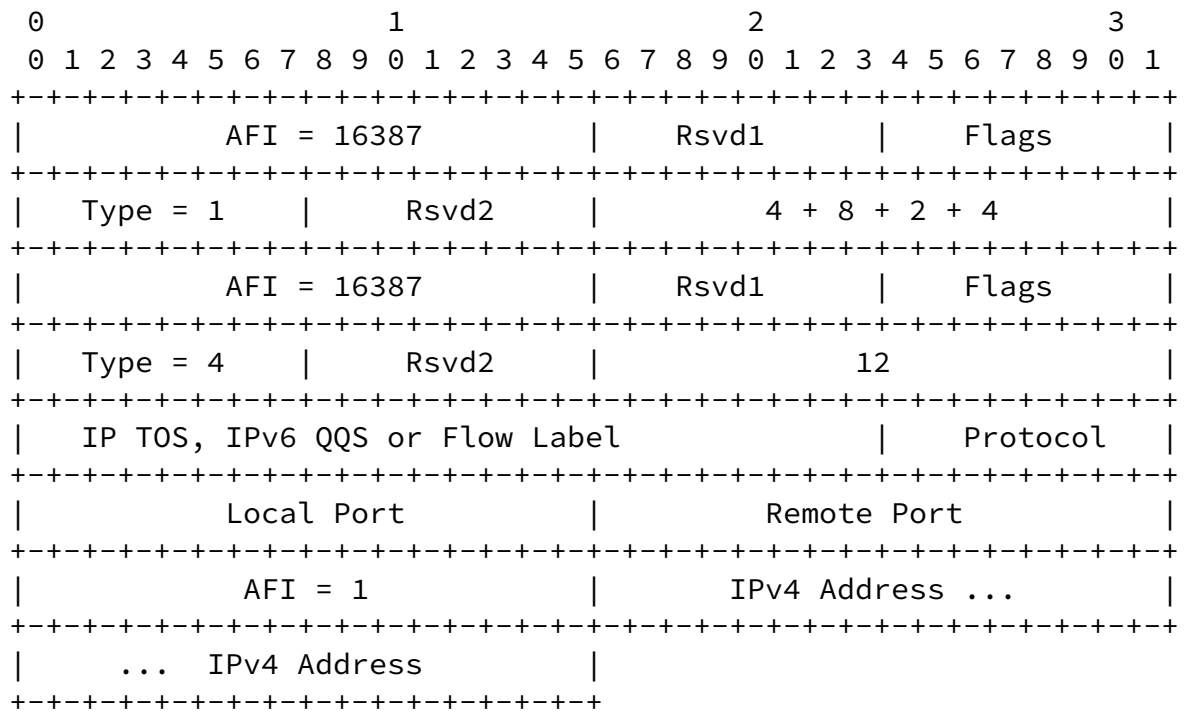 0                   1                   2                   3
 0 1 2 3 4 5 6 7 8 9 0 1 2 3 4 5 6 7 8 9 0 1 2 3 4 5 6 7 8 9 0 1
+-+-+-+-+-+-+-+-+-+-+-+-+-+-+-+-+-+-+-+-+-+-+-+-+-+-+-+-+-+-+-+-+
|           AFI = 16387         |    Rsvd1      |    Flags      |
+-+-+-+-+-+-+-+-+-+-+-+-+-+-+-+-+-+-+-+-+-+-+-+-+-+-+-+-+-+-+-+-+
|   Type = 1    |     Rsvd2     |         4 + 8 + 2 + 4         |
+-+-+-+-+-+-+-+-+-+-+-+-+-+-+-+-+-+-+-+-+-+-+-+-+-+-+-+-+-+-+-+-+
|           AFI = 16387         |    Rsvd1      |    Flags      |
+-+-+-+-+-+-+-+-+-+-+-+-+-+-+-+-+-+-+-+-+-+-+-+-+-+-+-+-+-+-+-+-+
|   Type = 4    |     Rsvd2     |              12               |
+-+-+-+-+-+-+-+-+-+-+-+-+-+-+-+-+-+-+-+-+-+-+-+-+-+-+-+-+-+-+-+-+
|   IP TOS, IPv6 QQS or Flow Label              |    Protocol   |
+-+-+-+-+-+-+-+-+-+-+-+-+-+-+-+-+-+-+-+-+-+-+-+-+-+-+-+-+-+-+-+-+
|           Local Port          |         Remote Port           |
+-+-+-+-+-+-+-+-+-+-+-+-+-+-+-+-+-+-+-+-+-+-+-+-+-+-+-+-+-+-+-+-+
|            AFI = 1            |       IPv4 Address ...        |
+-+-+-+-+-+-+-+-+-+-+-+-+-+-+-+-+-+-+-+-+-+-+-+-+-+-+-+-+-+-+-+-+
|     ...  IPv4 Address         |
+-+-+-+-+-+-+-+-+-+-+-+-+-+-+-+-+